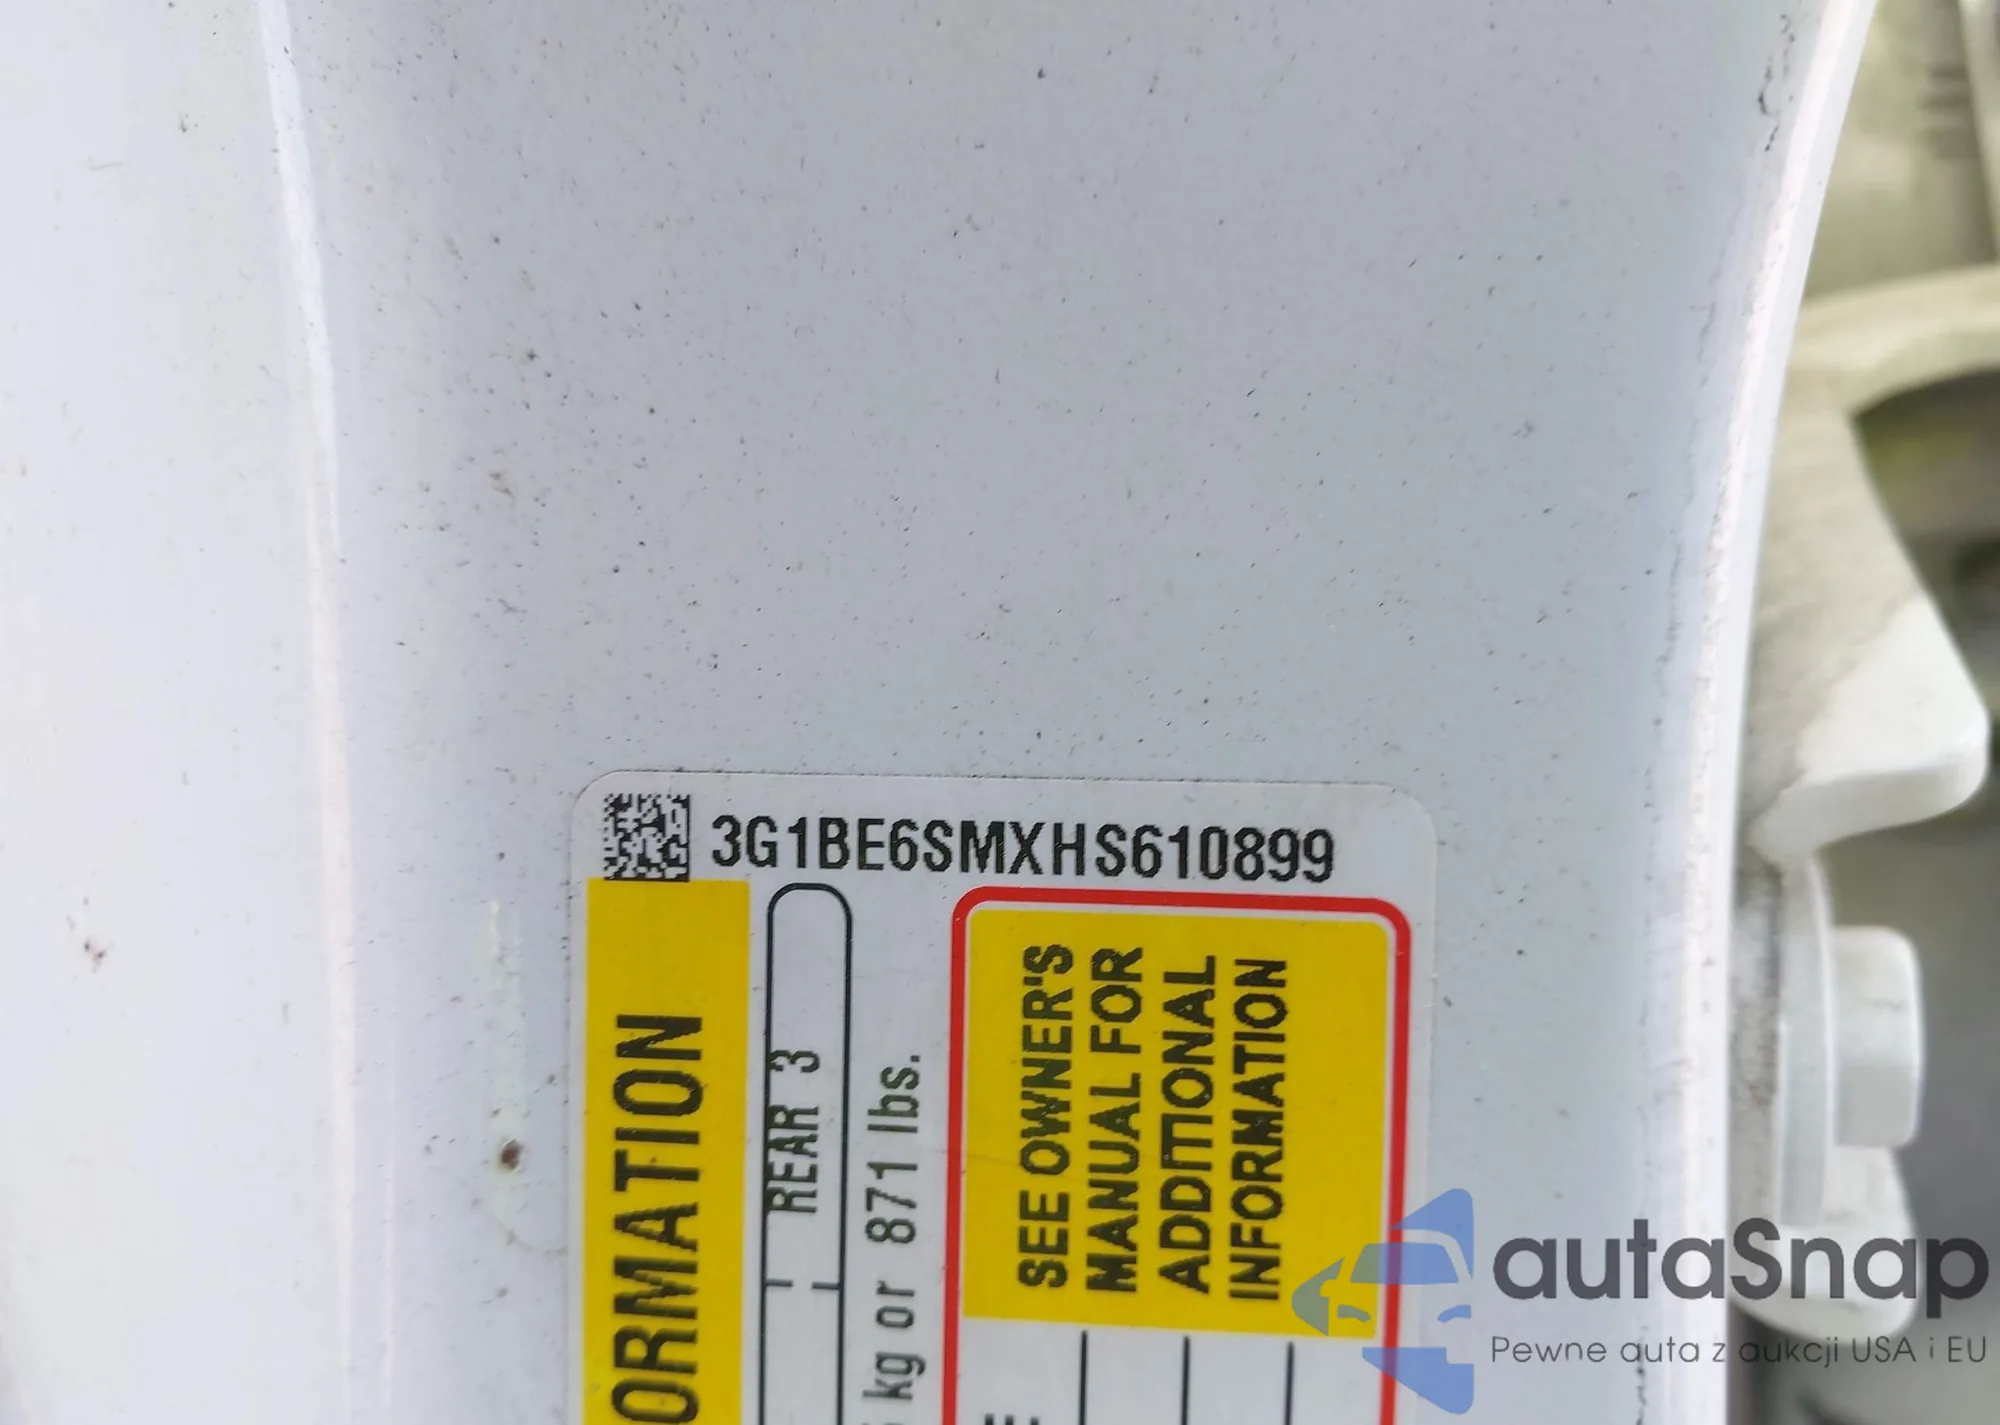 3G1BE6SMXHS610899
ORMATION
REAR 3
kg or 871 lbs.
SEE OWNER'S
MANUAL FOR
ADDITIONAL
INFORMATION
autaSnap
Pewne auta z aukcji USA i EU